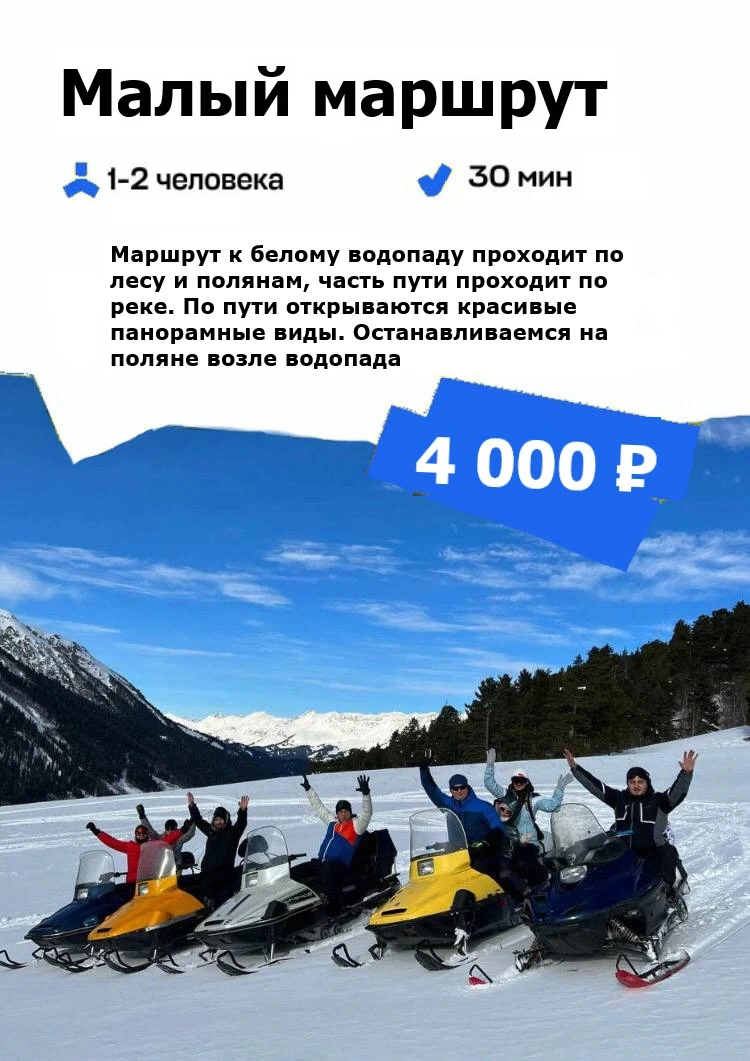 Малый маршрут
1-2 человека
30 мин
Маршрут к белому водопаду проходит по
лесу и полянам, часть пути проходит по
реке. По пути открываются красивые
панорамные виды. Останавливаемся на
поляне возле водопада
4 000 ₽